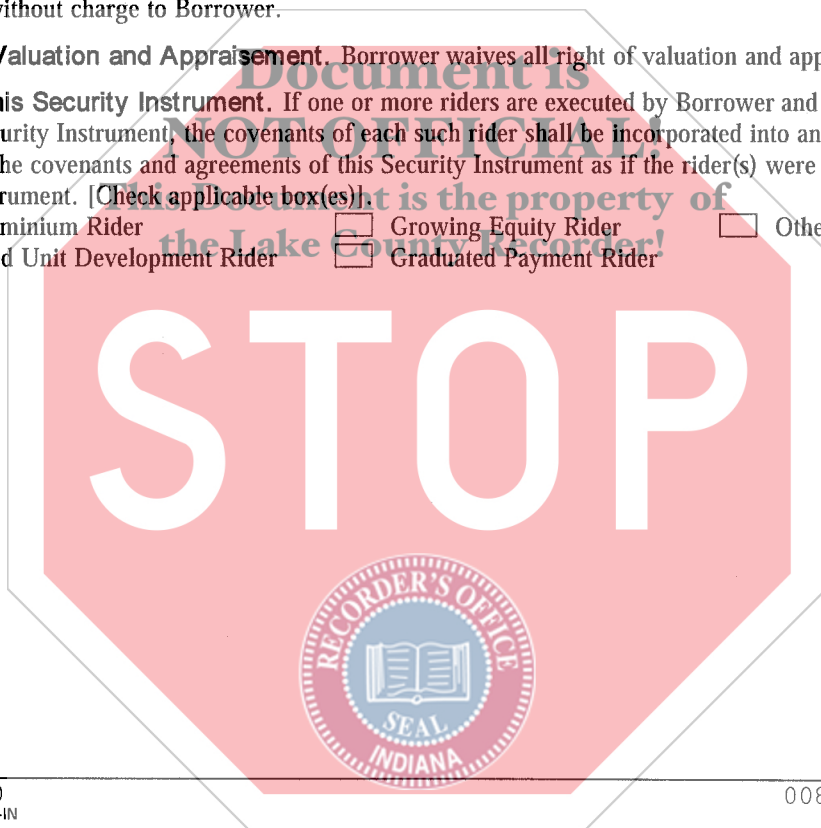 without charge to Borrower.
Valuation and Appraisement. Borrower waives all right of valuation and app
his Security Instrument. If one or more riders are executed by Borrower and
urity Instrument, the covenants of each such rider shall be incorporated into an
he covenants and agreements of this Security Instrument as if the rider(s) were
rument. [Check applicable box(es)].
minium Rider Growing Equity Rider Othe
d Unit Development Rider Graduated Payment Rider
Document is
NOT OFFICIAL!
This Document is the property of
the Lake County Recorder!
STOP
RECORDER'S OFFICE
SEAL
INDIANA
008
-IN